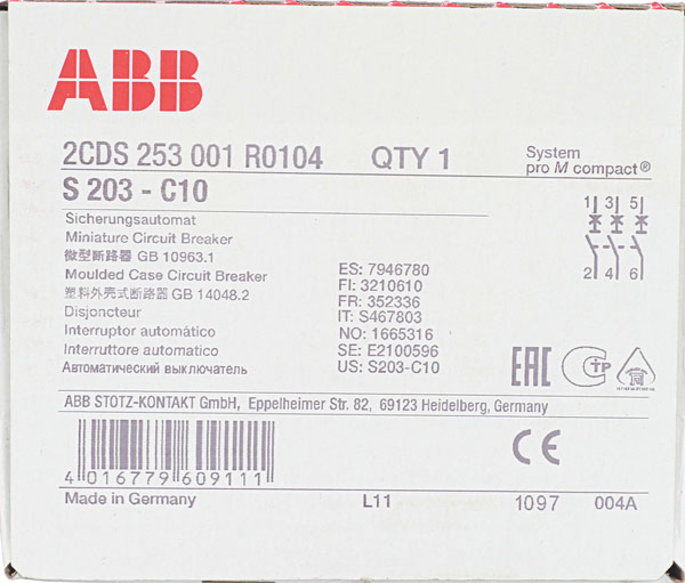 ABB
2CDS 253 001 R0104 QTY 1
System
pro M compact®
S 203 - C10
Sicherungsautomat
Miniature Circuit Breaker
微型断路器 GB 10963.1
Moulded Case Circuit Breaker
塑料外壳式断路器 GB 14048.2
Disjoncteur
Interruptor automático
Interruttore automatico
Автоматический выключатель
ES: 7946780
FI: 3210610
FR: 352336
IT: S467803
NO: 1665316
SE: E2100596
US: S203-C10
1 3 5
2 4 6
EAC СТР
ABB STOTZ-KONTAKT GmbH, Eppelheimer Str. 82, 69123 Heidelberg, Germany
4 016779 609111
CE
Made in Germany L11 1097 004A